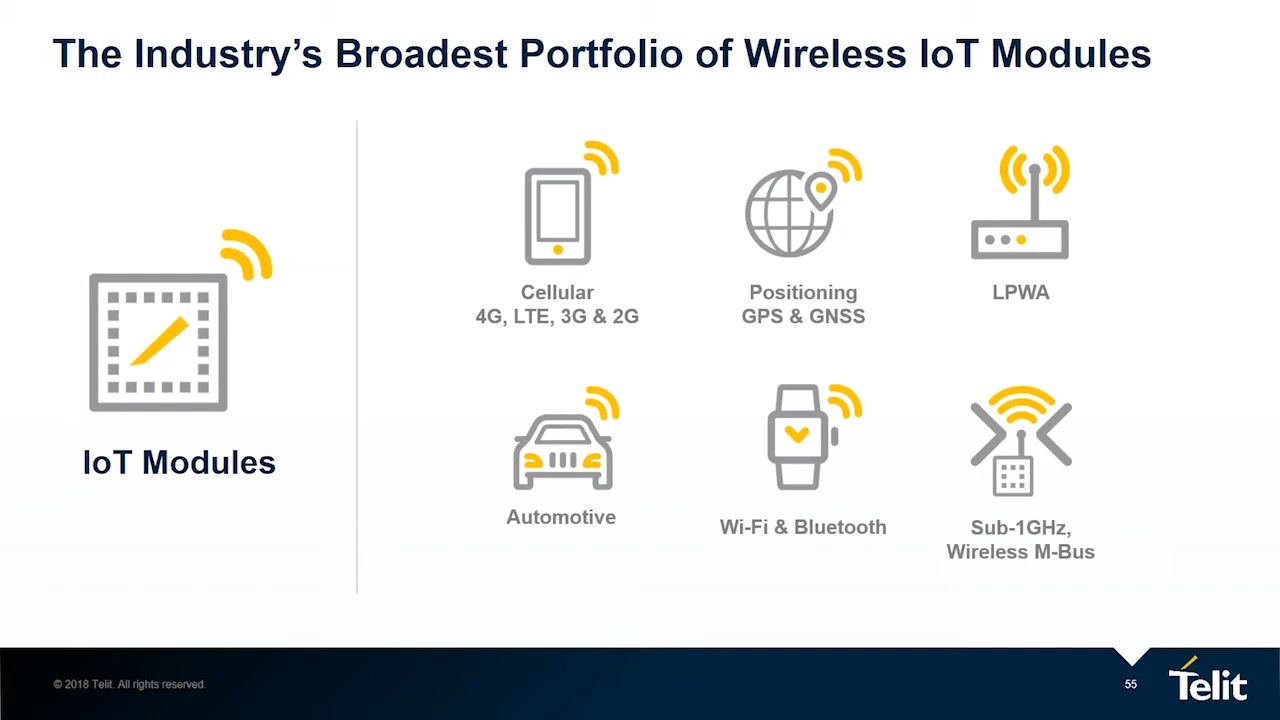 The Industry’s Broadest Portfolio of Wireless IoT Modules
IoT Modules
Cellular
4G, LTE, 3G & 2G
Positioning
GPS & GNSS
LPWA
Automotive
Wi-Fi & Bluetooth
Sub-1GHz,
Wireless M-Bus
© 2018 Telit. All rights reserved.
55
Telit